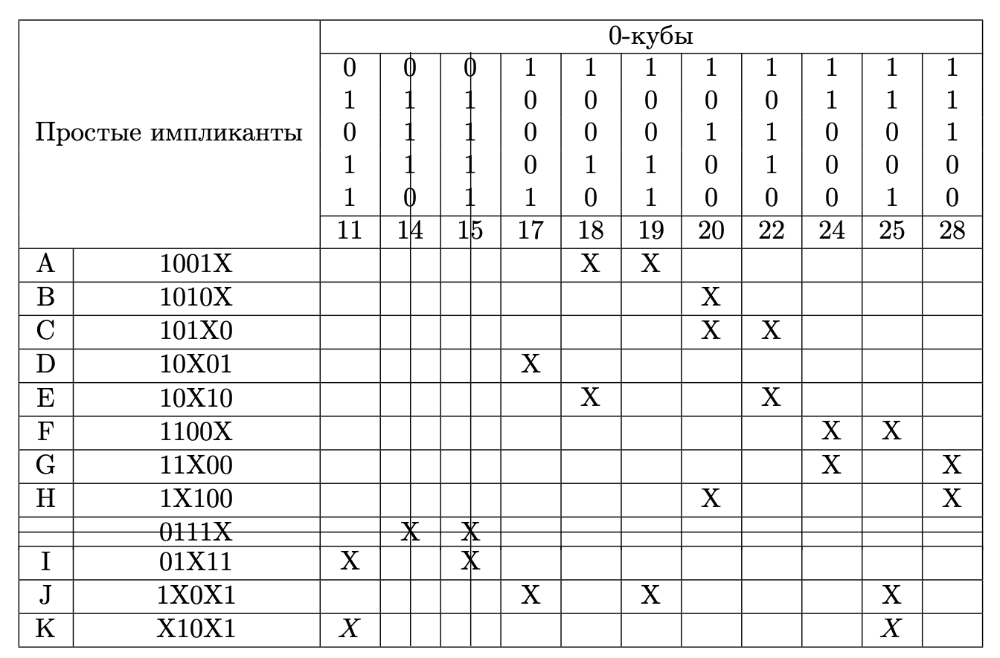 0-кубы
0 0 0 1 1 1 1 1 1 1 1
1 1 1 0 0 0 0 0 1 1 1
Простые импликанты 0 1 1 0 0 0 1 1 0 0 1
1 1 1 0 1 1 0 1 0 0 0
1 0 1 1 0 1 0 0 0 1 0
11 14 15 17 18 19 20 22 24 25 28
A 1001X X X
B 1010X X
C 101X0 X X
D 10X01 X
E 10X10 X X
F 1100X X X
G 11X00 X X
H 1X100 X X
0111X X X
I 01X11 X X
J 1X0X1 X X X
K X10X1 X X